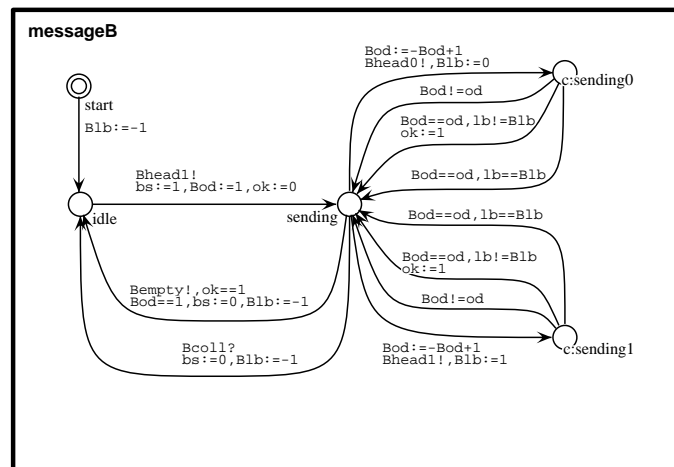 messageB
Bod:=-Bod+1
Bhead0!,Blb:=0
c:sending0
start
Bod!=od
Blb:=-1
Bod==od,lb!=Blb
ok:=1
Bhead1!
bs:=1,Bod:=1,ok:=0
Bod==od,lb==Blb
idle
sending
Bod==od,lb==Blb
Bod==od,lb!=Blb
ok:=1
Bempty!,ok==1
Bod==1,bs:=0,Blb:=-1
Bod!=od
Bcoll?
bs:=0,Blb:=-1
Bod:=-Bod+1
Bhead1!,Blb:=1
c:sending1